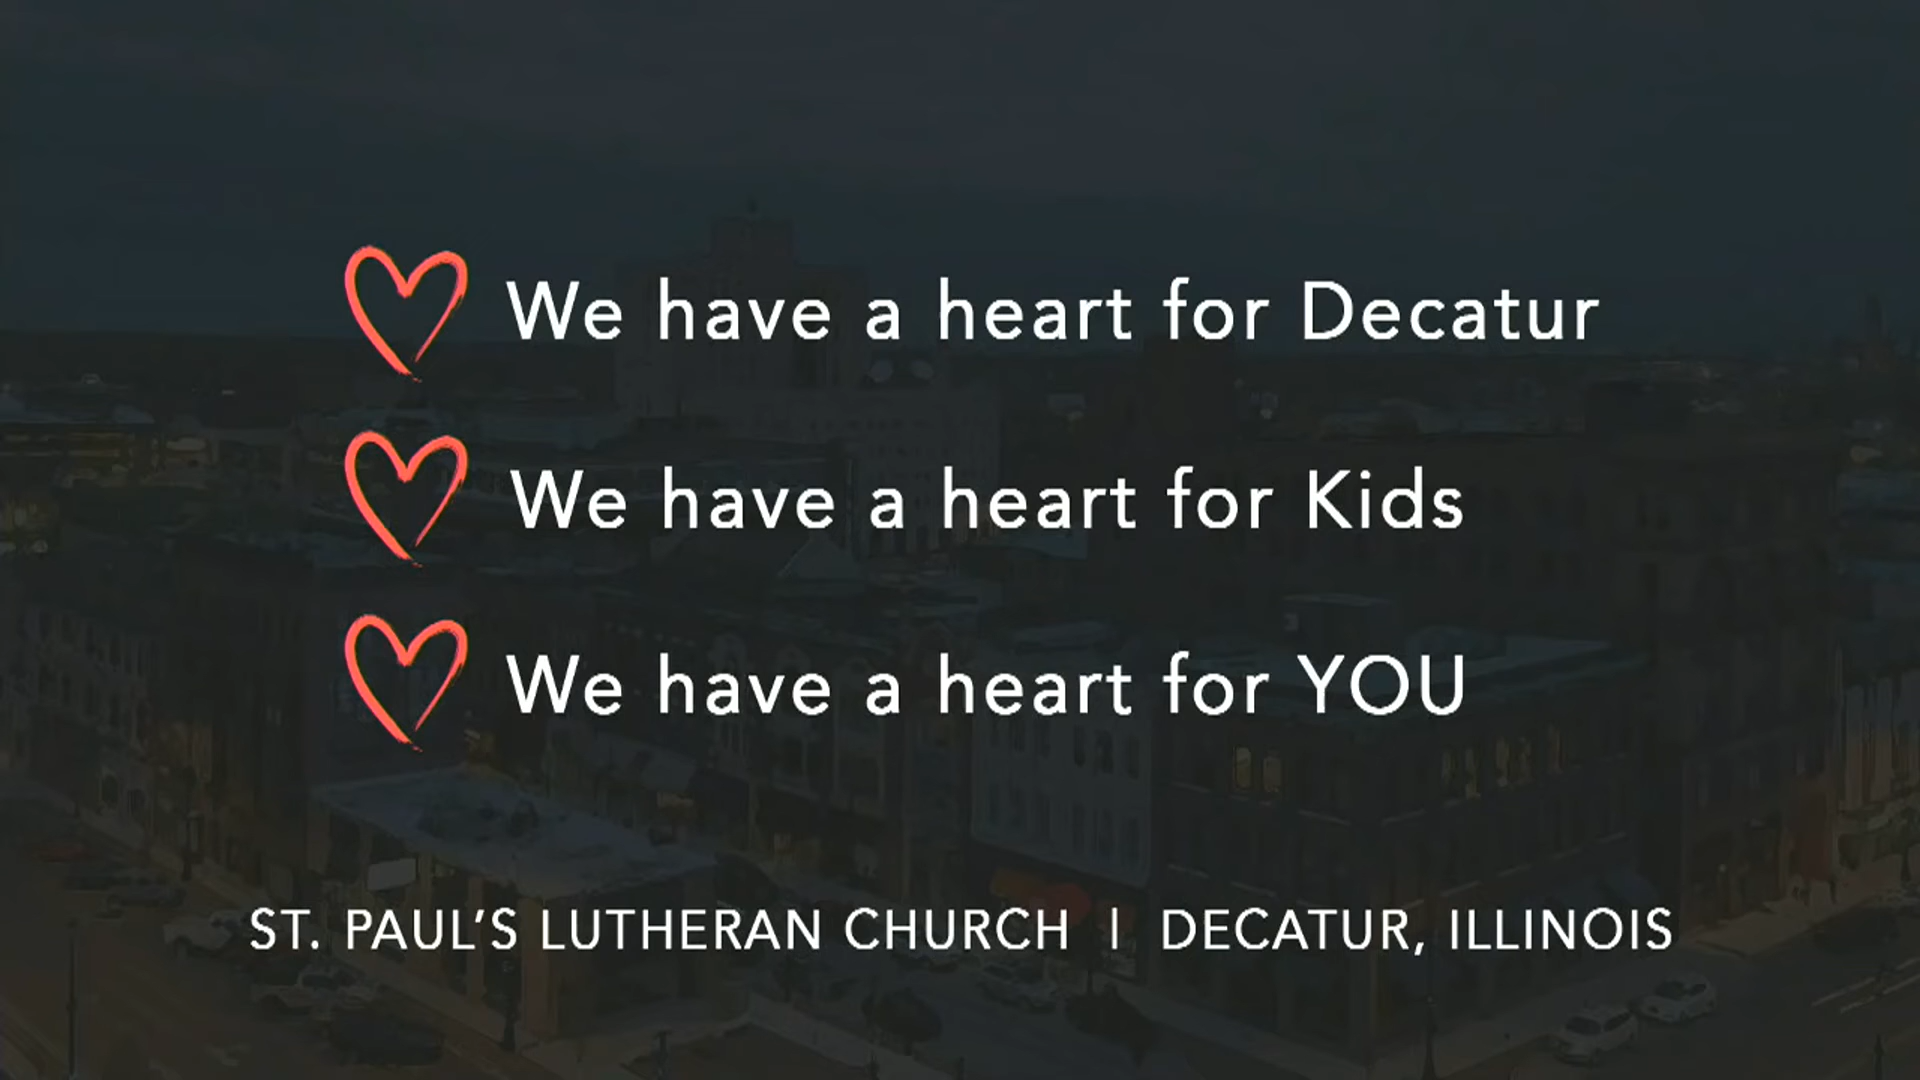 We have a heart for Decatur
We have a heart for Kids
We have a heart for YOU
ST. PAUL’S LUTHERAN CHURCH | DECATUR, ILLINOIS